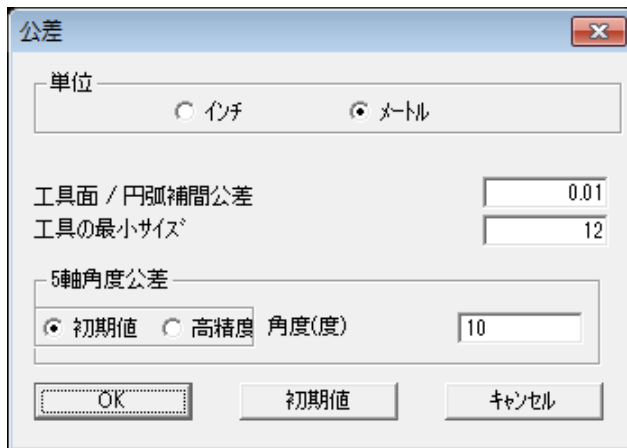 公差
単位
インチ メートル
工具面 / 円弧補間公差 0.01
工具の最小サイズ 12
5軸角度公差
初期値 高精度 角度(度) 10
OK 初期値 キャンセル